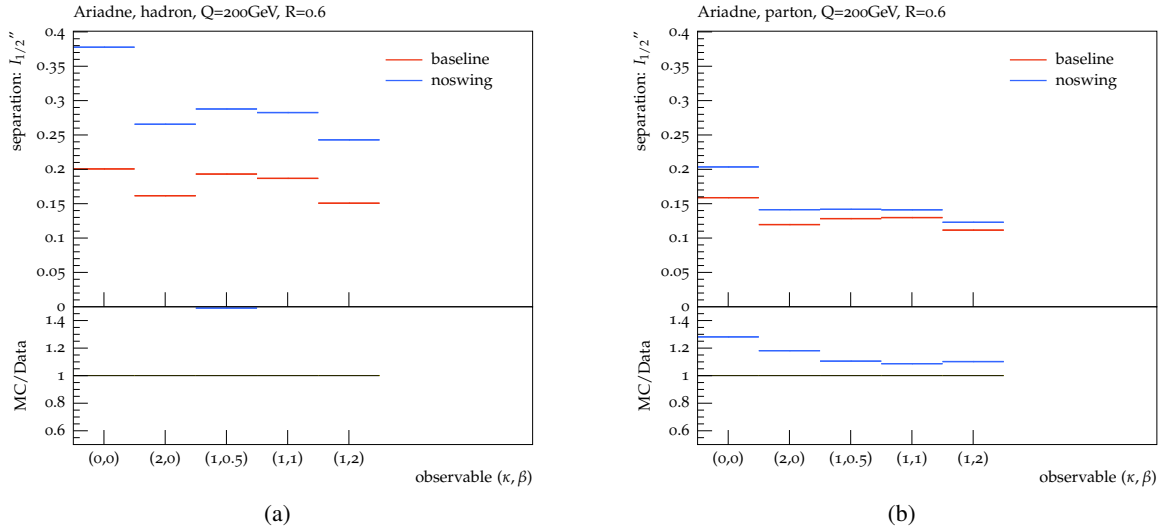 Ariadne, hadron, Q=200GeV, R=0.6
separation: I_{1/2}''
0.4
0.35
0.3
0.25
0.2
0.15
0.1
0.05
0
baseline
noswing
MC/Data
1.4
1.2
1
0.8
0.6
(0,0) (2,0) (1,0.5) (1,1) (1,2)
observable (κ, β)
(a)
Ariadne, parton, Q=200GeV, R=0.6
separation: I_{1/2}''
0.4
0.35
0.3
0.25
0.2
0.15
0.1
0.05
0
baseline
noswing
MC/Data
1.4
1.2
1
0.8
0.6
(0,0) (2,0) (1,0.5) (1,1) (1,2)
observable (κ, β)
(b)